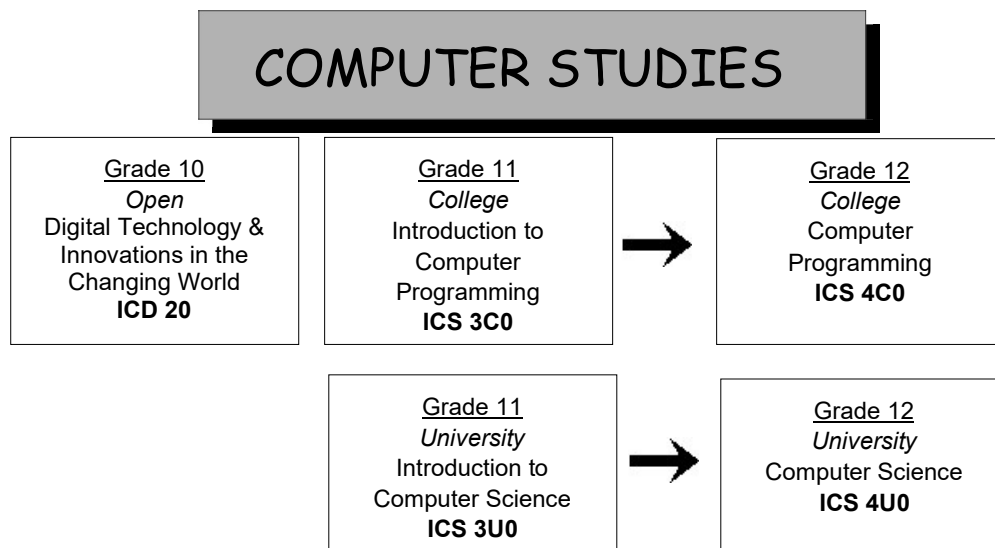 COMPUTER STUDIES
Grade 10
Open
Digital Technology &
Innovations in the
Changing World
ICD 20
Grade 11
College
Introduction to
Computer
Programming
ICS 3C0
Grade 12
College
Computer
Programming
ICS 4C0
Grade 11
University
Introduction to
Computer Science
ICS 3U0
Grade 12
University
Computer Science
ICS 4U0